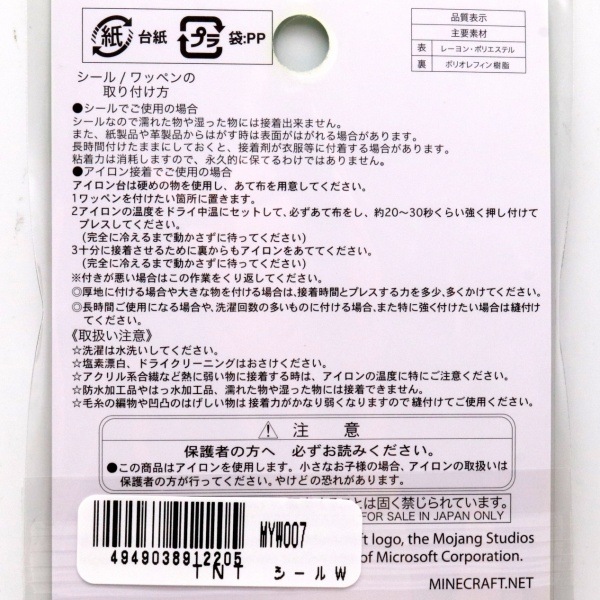 紙 台紙 プラ 袋:PP
品質表示
主要素材
表 レーヨン・ポリエステル
裏 ポリオレフィン樹脂
シール / ワッペンの
取り付け方
●シールでご使用の場合
シールなので濡れた物や湿った物には接着出来ません。
また、紙製品や革製品からはがす時は表面がはがれる場合があります。
長時間付けたままにしておくと、接着剤が衣服等に付着する場合があります。
粘着力は消耗しますので、永久的に保てるわけではありません。
●アイロン接着でご使用の場合
アイロン台は硬めの物を使用し、あて布を用意してください。
1ワッペンを付けたい箇所に置きます。
2アイロンの温度をドライ中温にセットして、必ずあて布をし、約20〜30秒くらい強く押し付けて
プレスしてください。
(完全に冷えるまで動かさずに待ってください)
3十分に接着させるために裏からもアイロンをあててください。
(完全に冷えるまで動かさずに待ってください)
※付きが悪い場合はこの作業をくり返してください。
◎厚地に付ける場合や大きな物を付ける場合は、接着時間とプレスする力を多少、多くかけてください。
◎長時間ご使用になる場合や、洗濯回数の多いものに付ける場合、また特に強く付けたい場合は縫付け
てください。
《取扱い注意》
☆洗濯は水洗いしてください。
☆塩素漂白、ドライクリーニングはおさけください。
☆アクリル系合繊など熱に弱い物に接着する時は、アイロンの温度に特にご注意ください。
☆防水加工品やはっ水加工品、濡れた物や湿った物には接着できません。
☆毛糸の編物や凹凸のはげしい物は接着力がかなり弱くなりますので縫付けてご使用ください。
注 意
保護者の方へ 必ずお読みください。
●この商品はアイロンを使用します。小さなお子様の場合、アイロンの取扱いは
保護者の方が行ってください。やけどの恐れがあります。
とは固く禁じられています。
FOR SALE IN JAPAN ONLY
ft logo, the Mojang Studios
of Microsoft Corporation.
MINECRAFT.NET
MYW007
4949038912205
TNT シールW